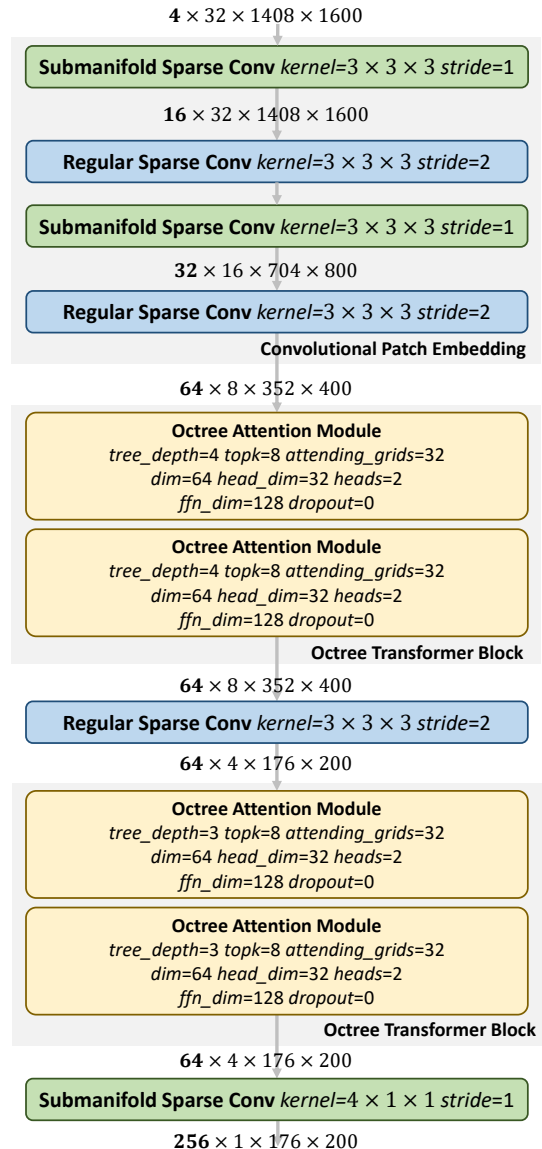 4 × 32 × 1408 × 1600
Submanifold Sparse Conv kernel=3 × 3 × 3 stride=1
16 × 32 × 1408 × 1600
Regular Sparse Conv kernel=3 × 3 × 3 stride=2
Submanifold Sparse Conv kernel=3 × 3 × 3 stride=1
32 × 16 × 704 × 800
Regular Sparse Conv kernel=3 × 3 × 3 stride=2
Convolutional Patch Embedding
64 × 8 × 352 × 400
Octree Attention Module
tree_depth=4 topk=8 attending_grids=32
dim=64 head_dim=32 heads=2
ffn_dim=128 dropout=0
Octree Attention Module
tree_depth=4 topk=8 attending_grids=32
dim=64 head_dim=32 heads=2
ffn_dim=128 dropout=0
Octree Transformer Block
64 × 8 × 352 × 400
Regular Sparse Conv kernel=3 × 3 × 3 stride=2
64 × 4 × 176 × 200
Octree Attention Module
tree_depth=3 topk=8 attending_grids=32
dim=64 head_dim=32 heads=2
ffn_dim=128 dropout=0
Octree Attention Module
tree_depth=3 topk=8 attending_grids=32
dim=64 head_dim=32 heads=2
ffn_dim=128 dropout=0
Octree Transformer Block
64 × 4 × 176 × 200
Submanifold Sparse Conv kernel=4 × 1 × 1 stride=1
256 × 1 × 176 × 200